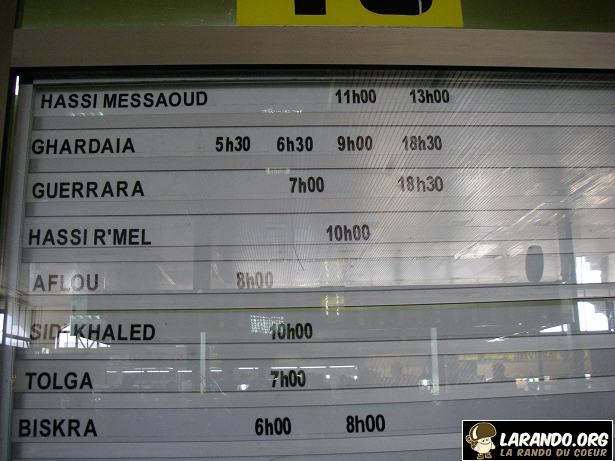 HASSI MESSAOUD 11h00 13h00
GHARDAIA 5h30 6h30 9h00 18h30
GUERRARA 7h00 18h30
HASSI R'MEL 10h00
AFLOU 8h00
SIDI KHALED 10h00
TOLGA 7h00
BISKRA 6h00 8h00
LARANDO.ORG
LA RANDO DU COEUR